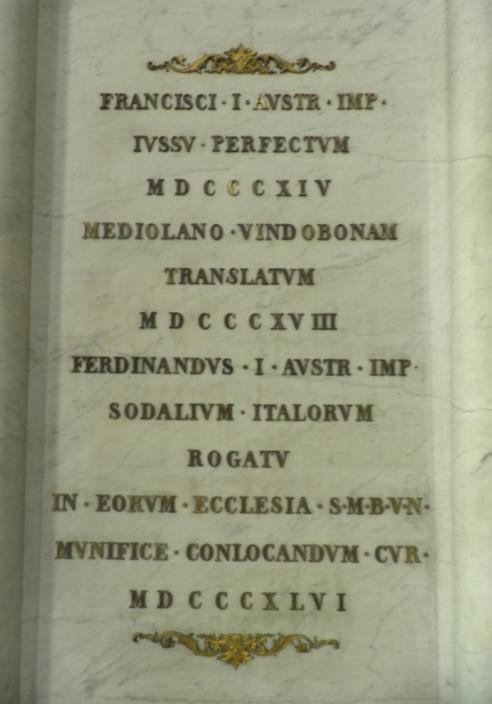 FRANCISCI · I · AVSTR · IMP ·
IVSSV · PERFECTVM
M D C C C X I V
MEDIOLANO · VINDOBONAM
TRANSLATVM
M D C C C X V III
FERDINANDVS · I · AVSTR · IMP ·
SODALIVM · ITALORVM
ROGATV
IN · EORVM · ECCLESIA · S·M·B·V·N·
MVNIFICE · CONLOCANDVM · CVR·
M D C C C X L V I